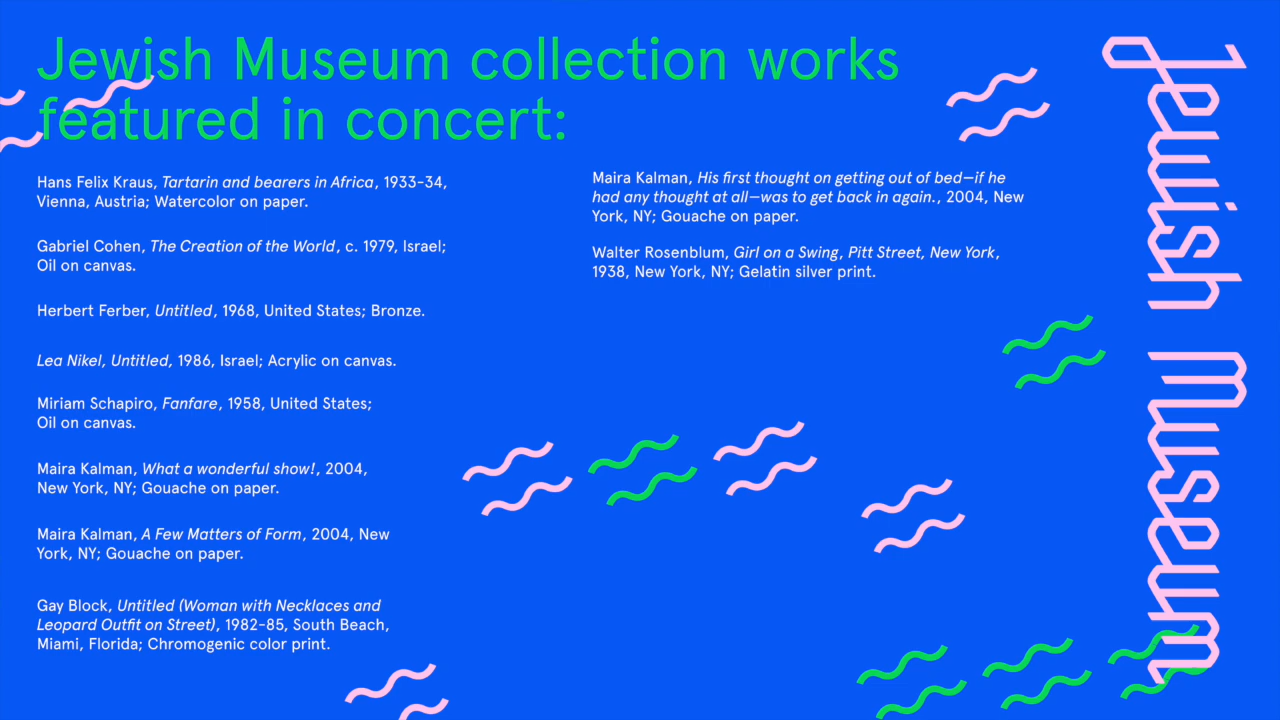 Jewish Museum collection works
featured in concert:
Hans Felix Kraus, Tartarin and bearers in Africa, 1933-34,
Vienna, Austria; Watercolor on paper.
Gabriel Cohen, The Creation of the World, c. 1979, Israel;
Oil on canvas.
Herbert Ferber, Untitled, 1968, United States; Bronze.
Lea Nikel, Untitled, 1986, Israel; Acrylic on canvas.
Miriam Schapiro, Fanfare, 1958, United States;
Oil on canvas.
Maira Kalman, What a wonderful show!, 2004,
New York, NY; Gouache on paper.
Maira Kalman, A Few Matters of Form, 2004, New
York, NY; Gouache on paper.
Gay Block, Untitled (Woman with Necklaces and
Leopard Outfit on Street), 1982-85, South Beach,
Miami, Florida; Chromogenic color print.
Maira Kalman, His first thought on getting out of bed—if he
had any thought at all—was to get back in again., 2004, New
York, NY; Gouache on paper.
Walter Rosenblum, Girl on a Swing, Pitt Street, New York,
1938, New York, NY; Gelatin silver print.
Jewish Museum